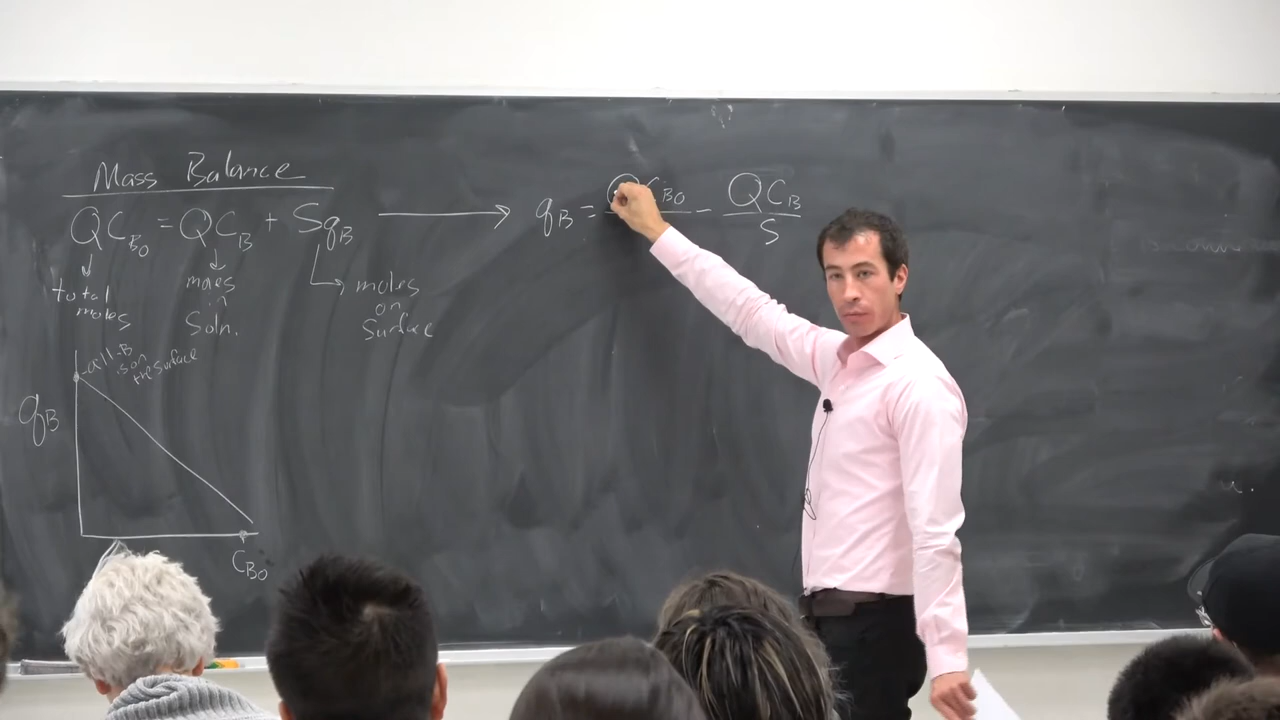 Mass Balance
QC_B0 = QC_B + Sq_B → q_B = QC_B0 - QC_B / S
total moles
moles in Soln.
moles on Surface
all B is on the surface
q_B
C_B0